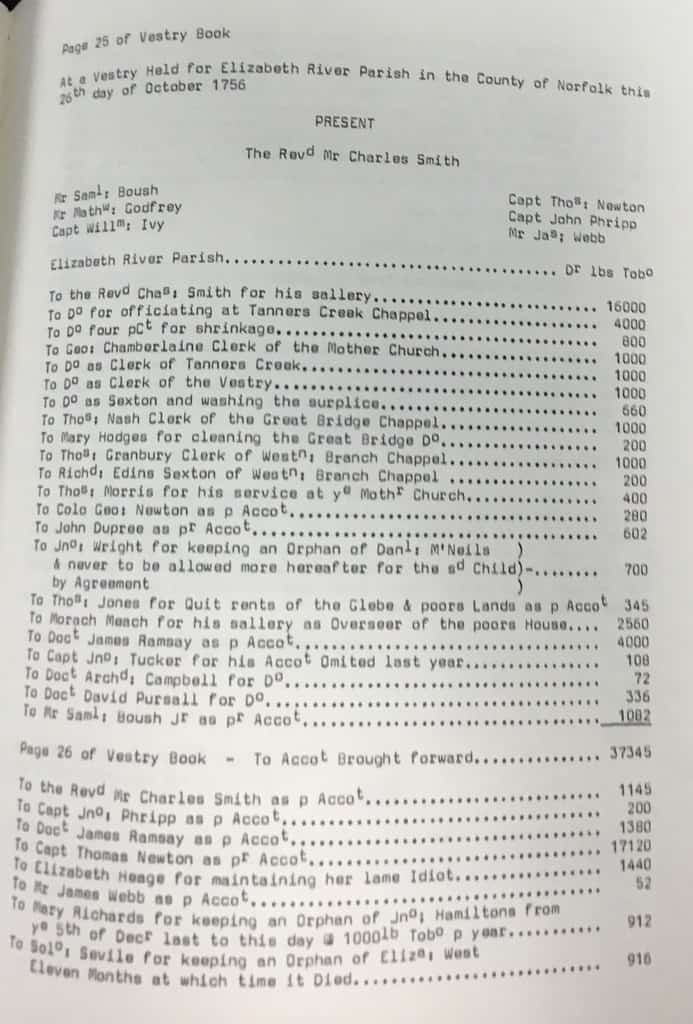 Page 25 of Vestry Book
At a Vestry Held for Elizabeth River Parish in the County of Norfolk this
26th day of October 1756
PRESENT
The Revd Mr Charles Smith
Mr Saml: Boush
Mr Mathw: Godfrey
Capt Willm: Ivy
Capt Thos: Newton
Capt John Phripp
Mr Jas: Webb
Elizabeth River Parish........................................ Dr lbs Tobo
To the Revd Chas: Smith for his sallery.......................... 16000
To Do for officiating at Tanners Creek Chappel................... 4000
To Do four pCt for shrinkage..................................... 800
To Geo: Chamberlaine Clerk of the Mother Church.................. 1000
To Do as Clerk of Tanners Creek.................................. 1000
To Do as Clerk of the Vestry..................................... 1000
To Do as Sexton and washing the surplice......................... 660
To Thos: Nash Clerk of the Great Bridge Chappel.................. 1000
To Mary Hodges for cleaning the Great Bridge Do.................. 200
To Thos: Granbury Clerk of Westn: Branch Chappel................. 1000
To Richd: Edins Sexton of Westn: Branch Chappel ................. 200
To Thos: Morris for his service at ye Mothr Church............... 400
To Colo Geo: Newton as p Accot................................... 280
To John Dupree as pr Accot....................................... 602
To Jno: Wright for keeping an Orphan of Danl: M'Neils )
& never to be allowed more hereafter for the sd Child)-........ 700
by Agreement )
To Thos: Jones for Quit rents of the Glebe & poors Lands as p Accot 345
To Morach Meach for his sallery as Overseer of the poors House.... 2560
To Doct James Ramsay as p Accot.................................. 4000
To Capt Jno: Tucker for his Accot Omited last year............... 108
To Doct Archd: Campbell for Do................................... 72
To Doct David Pursall for Do..................................... 336
To Mr Saml: Boush Jr as pr Accot................................. 1082
Page 26 of Vestry Book - To Accot Brought forward............... 37345
To the Revd Mr Charles Smith as p Accot.......................... 1145
To Capt Jno: Phripp as p Accot................................... 200
To Doct James Ramsay as p Accot.................................. 1380
To Capt Thomas Newton as pr Accot................................ 17120
To Elizabeth Heage for maintaining her lame Idiot................ 1440
To Mr James Webb as p Accot...................................... 52
To Mary Richards for keeping an Orphan of Jno: Hamiltons from
ye 5th of Decr last to this day @ 1000lb Tobo p year........... 912
To Solo: Sevile for keeping an Orphan of Eliza: West
Eleven Months at which time it Died............................ 916